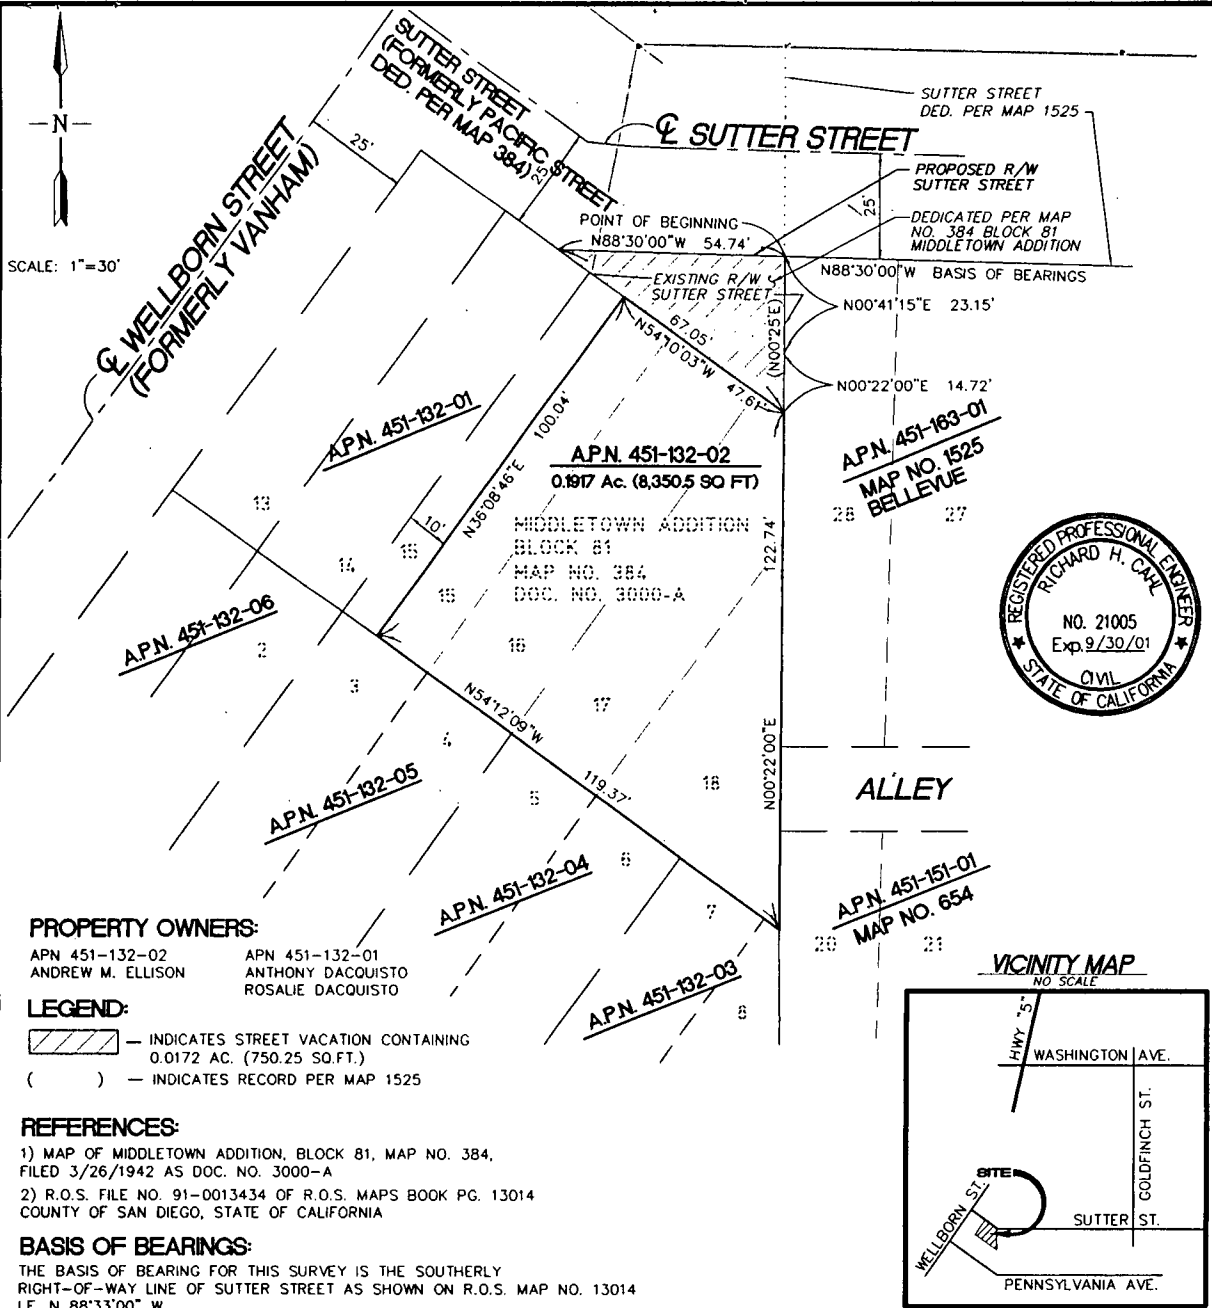 N
SCALE: 1"=30'
SUTTER STREET
(FORMERLY PACIFIC STREET
DED. PER MAP 384)
25'
25'
℄ WELLBORN STREET
(FORMERLY VANHAM)
℄ SUTTER STREET
SUTTER STREET
DED. PER MAP 1525
PROPOSED R/W
SUTTER STREET
25'
DEDICATED PER MAP
NO. 384 BLOCK 81
MIDDLETOWN ADDITION
POINT OF BEGINNING
N88°30'00"W 54.74'
N88°30'00"W BASIS OF BEARINGS
EXISTING R/W
SUTTER STREET
N00°41'15"E 23.15'
(N00°25'E)
67.05'
N54°10'03"W 47.61'
N00°22'00"E 14.72'
A.P.N. 451-132-01
100.04'
N36°08'46"E
10'
A.P.N. 451-132-02
0.1917 Ac. (8,350.5 SQ FT)
A.P.N. 451-163-01
MAP NO. 1525
BELLEVUE
28
27
MIDDLETOWN ADDITION
BLOCK 81
MAP NO. 384
DOC. NO. 3000-A
122.74'
N00°22'00"E
REGISTERED PROFESSIONAL ENGINEER
RICHARD H. CAHL
NO. 21005
Exp. 9/30/01
CIVIL
STATE OF CALIFORNIA
13
14
15
15
16
17
18
A.P.N. 451-132-06
2
3
4
5
6
7
8
N54°12'09"W
119.37'
A.P.N. 451-132-05
A.P.N. 451-132-04
A.P.N. 451-132-03
ALLEY
A.P.N. 451-151-01
MAP NO. 654
20
21
PROPERTY OWNERS:
APN 451-132-02
ANDREW M. ELLISON
APN 451-132-01
ANTHONY DACQUISTO
ROSALIE DACQUISTO
LEGEND:
— INDICATES STREET VACATION CONTAINING
0.0172 AC. (750.25 SQ.FT.)
( ) — INDICATES RECORD PER MAP 1525
REFERENCES:
1) MAP OF MIDDLETOWN ADDITION, BLOCK 81, MAP NO. 384,
FILED 3/26/1942 AS DOC. NO. 3000-A
2) R.O.S. FILE NO. 91-0013434 OF R.O.S. MAPS BOOK PG. 13014
COUNTY OF SAN DIEGO, STATE OF CALIFORNIA
BASIS OF BEARINGS:
THE BASIS OF BEARING FOR THIS SURVEY IS THE SOUTHERLY
RIGHT-OF-WAY LINE OF SUTTER STREET AS SHOWN ON R.O.S. MAP NO. 13014
I.E. N 88°33'00" W
VICINITY MAP
NO SCALE
HWY "5"
WASHINGTON AVE.
GOLDFINCH ST.
SITE
WELLBORN ST.
SUTTER ST.
PENNSYLVANIA AVE.